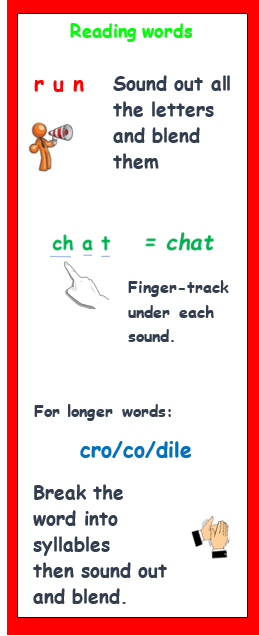 Reading words
r u n
Sound out all
the letters
and blend
them
ch a t = chat
Finger-track
under each
sound.
For longer words:
cro/co/dile
Break the
word into
syllables
then sound out
and blend.